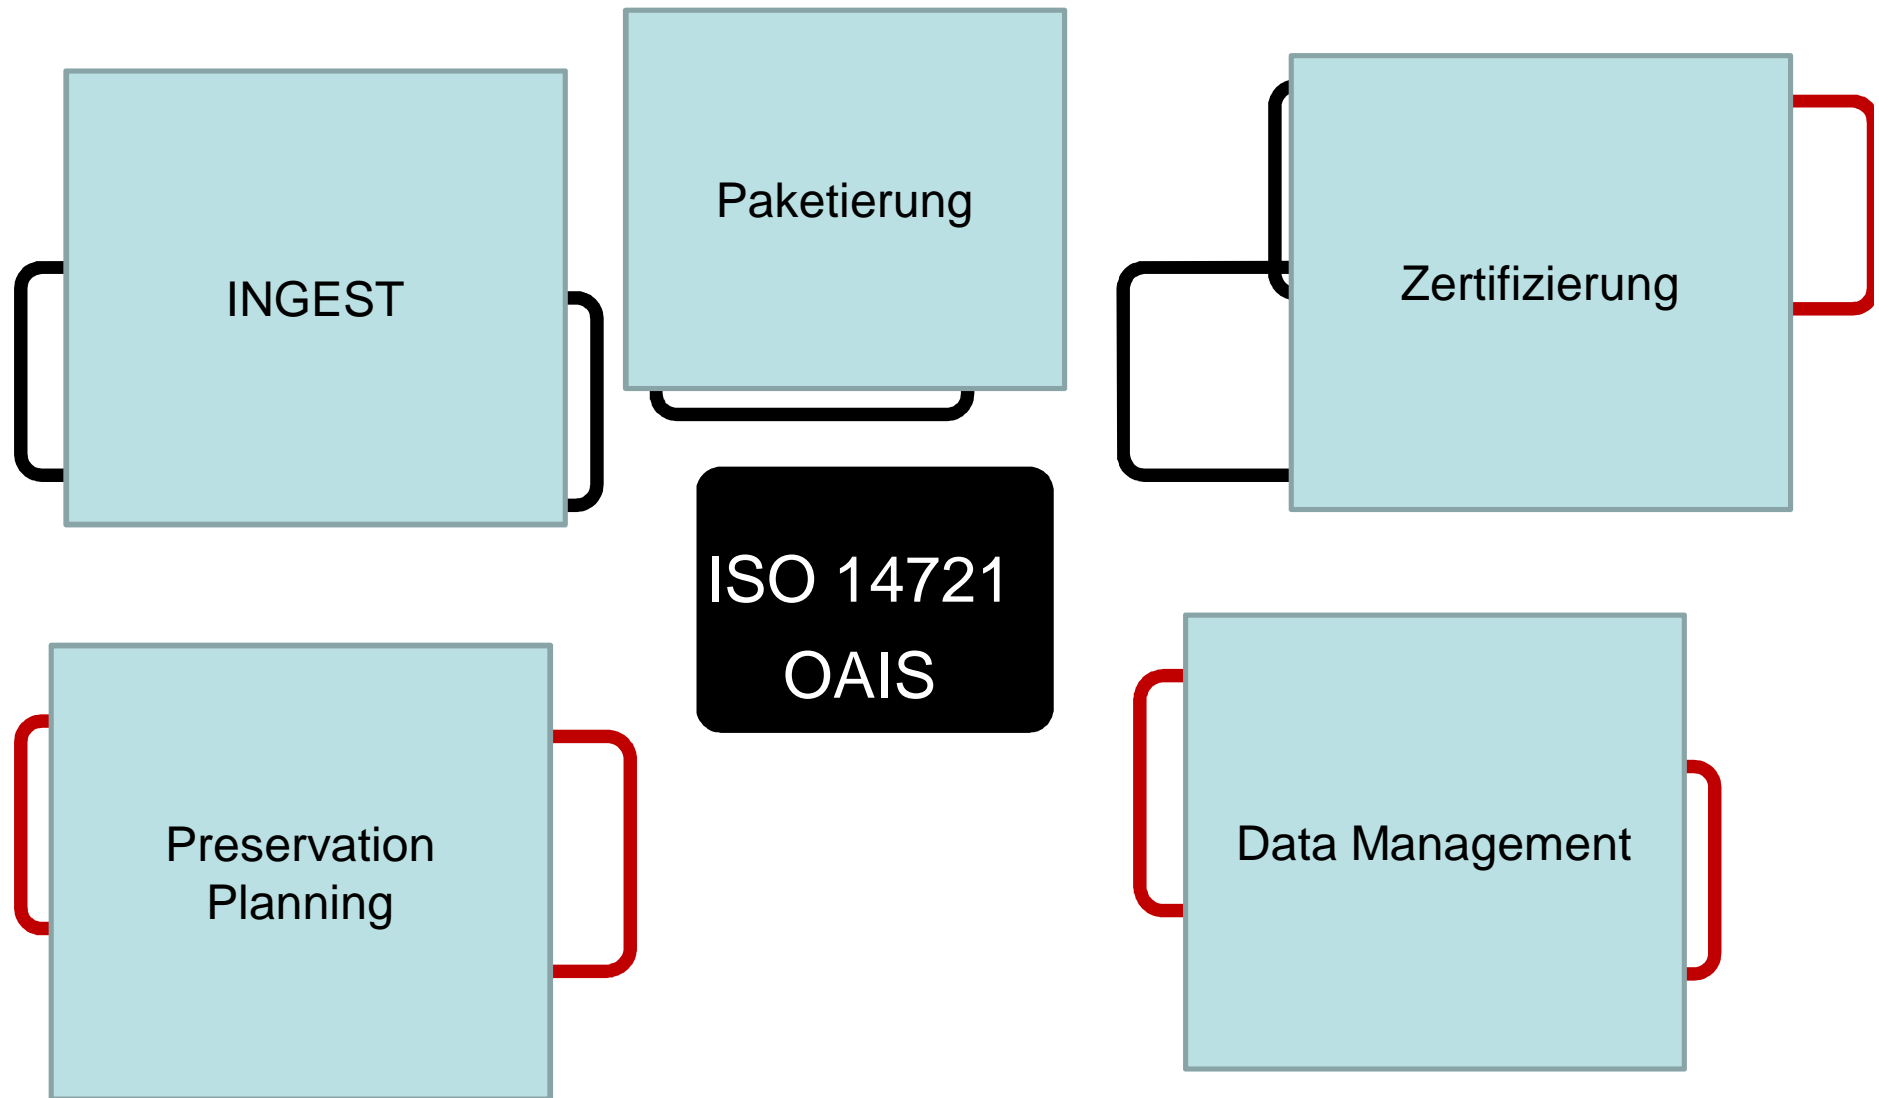 Paketierung
INGEST
Zertifizierung
ISO 14721
OAIS
Preservation
Planning
Data Management